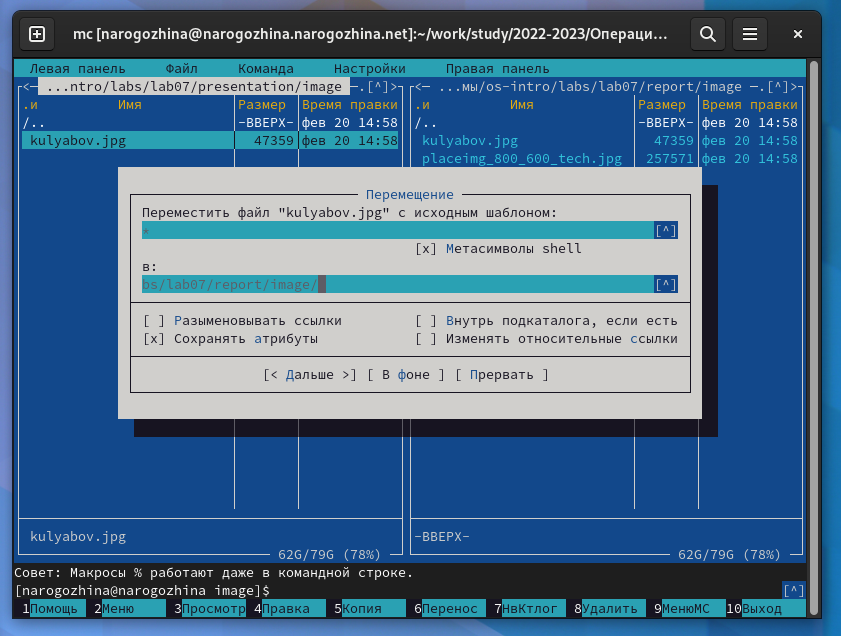 mc [narogozhina@narogozhina.narogozhina.net]:~/work/study/2022-2023/Операци...
Левая панель Файл Команда Настройки Правая панель
<─ ...ntro/labs/lab07/presentation/image ─.[^]> <─ ...мы/os-intro/labs/lab07/report/image ─.[^]>
.и Имя Размер Время правки .и Имя Размер Время правки
/.. -ВВЕРХ- фев 20 14:58 /.. -ВВЕРХ- фев 20 14:58
kulyabov.jpg 47359 фев 20 14:58 kulyabov.jpg 47359 фев 20 14:58
placeimg_800_600_tech.jpg 257571 фев 20 14:58
Перемещение
Переместить файл "kulyabov.jpg" с исходным шаблоном:
* [^]
[x] Метасимволы shell
в:
bs/lab07/report/image/ [^]
[ ] Разыменовывать ссылки [ ] Внутрь подкаталога, если есть
[x] Сохранять атрибуты [ ] Изменять относительные ссылки
[< Дальше >] [ В фоне ] [ Прервать ]
kulyabov.jpg -ВВЕРХ-
62G/79G (78%) 62G/79G (78%)
Совет: Макросы % работают даже в командной строке.
[narogozhina@narogozhina image]$ [^]
1Помощь 2Меню 3Просмотр 4Правка 5Копия 6Перенос 7НвКтлог 8Удалить 9МенюМС 10Выход